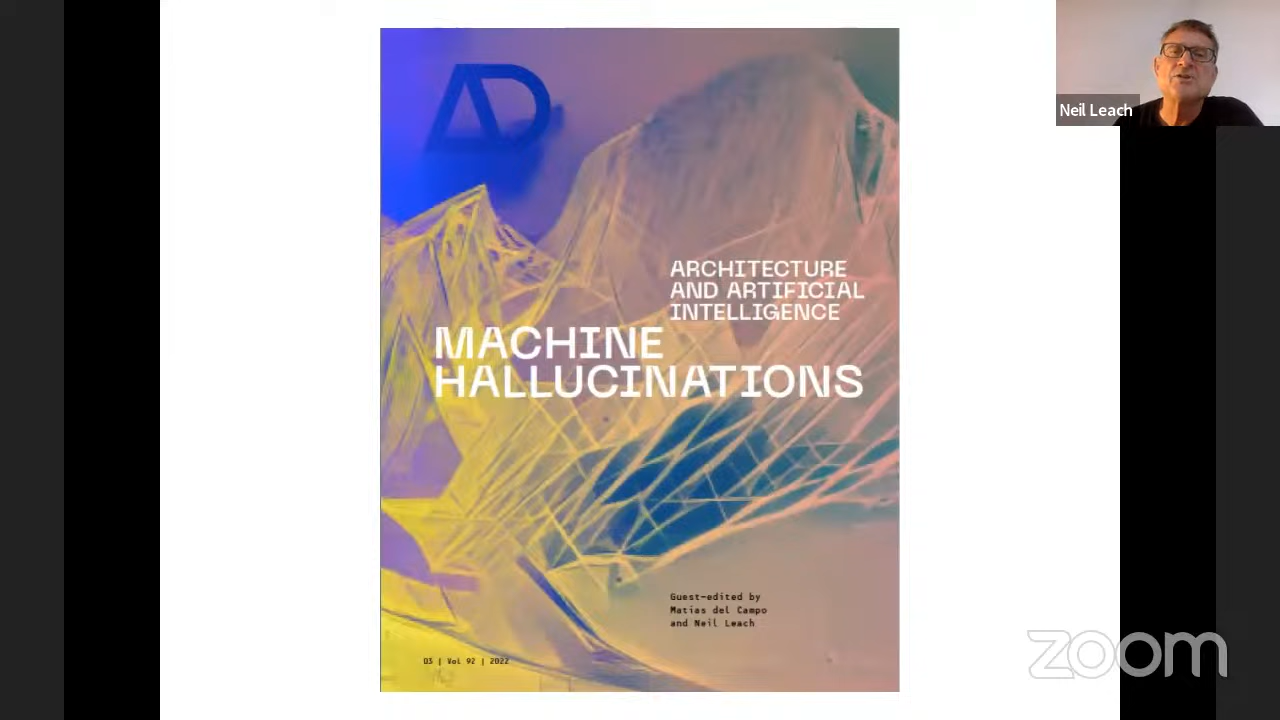 AD
ARCHITECTURE
AND ARTIFICIAL
INTELLIGENCE
MACHINE
HALLUCINATIONS
Guest-edited by
Matias del Campo
and Neil Leach
03 | Vol 92 | 2022
Neil Leach
zoom